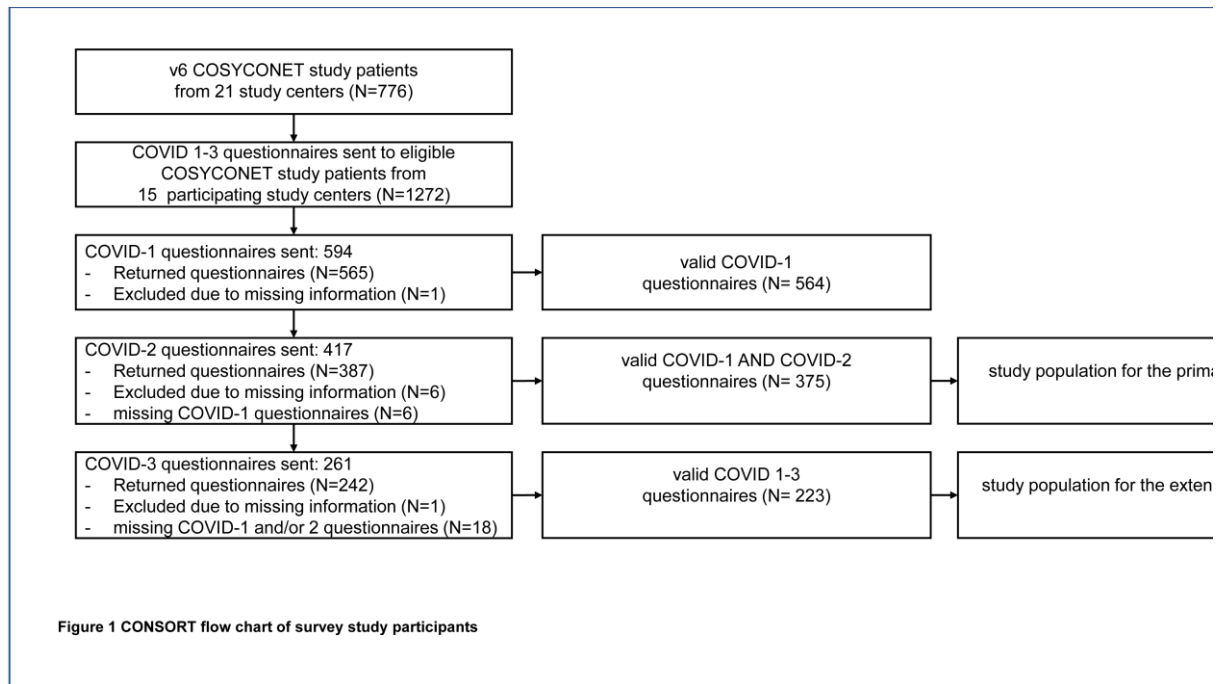 v6 COSYCONET study patients
from 21 study centers (N=776)
COVID 1-3 questionnaires sent to eligible
COSYCONET study patients from
15 participating study centers (N=1272)
COVID-1 questionnaires sent: 594
- Returned questionnaires (N=565)
- Excluded due to missing information (N=1)
valid COVID-1
questionnaires (N= 564)
COVID-2 questionnaires sent: 417
- Returned questionnaires (N=387)
- Excluded due to missing information (N=6)
- missing COVID-1 questionnaires (N=6)
valid COVID-1 AND COVID-2
questionnaires (N= 375)
study population for the
COVID-3 questionnaires sent: 261
- Returned questionnaires (N=242)
- Excluded due to missing information (N=1)
- missing COVID-1 and/or 2 questionnaires (N=18)
valid COVID 1-3
questionnaires (N= 223)
study population for the
Figure 1 CONSORT flow chart of survey study participants